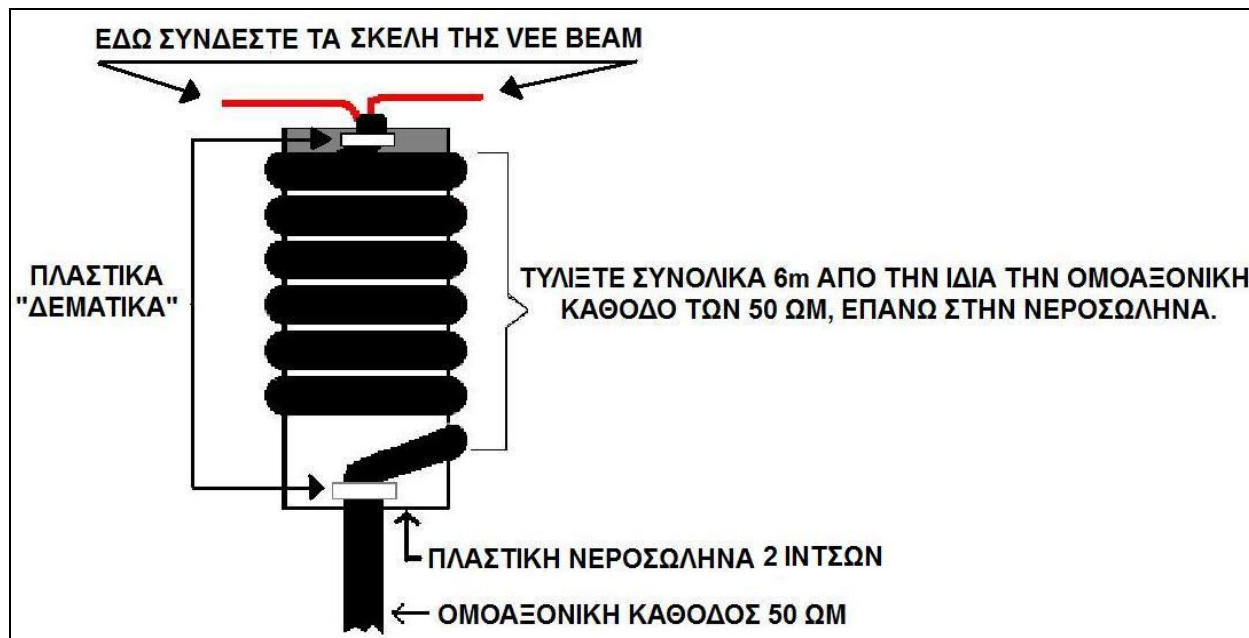 ΕΔΩ ΣΥΝΔΕΣΤΕ ΤΑ ΣΚΕΛΗ ΤΗΣ VEE BEAM
ΠΛΑΣΤΙΚΑ
"ΔΕΜΑΤΙΚΑ"
ΤΥΛΙΞΤΕ ΣΥΝΟΛΙΚΑ 6m ΑΠΟ ΤΗΝ ΙΔΙΑ ΤΗΝ ΟΜΟΑΞΟΝΙΚΗ
ΚΑΘΟΔΟ ΤΩΝ 50 ΩΜ, ΕΠΑΝΩ ΣΤΗΝ ΝΕΡΟΣΩΛΗΝΑ.
ΠΛΑΣΤΙΚΗ ΝΕΡΟΣΩΛΗΝΑ 2 ΙΝΤΣΩΝ
ΟΜΟΑΞΟΝΙΚΗ ΚΑΘΟΔΟΣ 50 ΩΜ